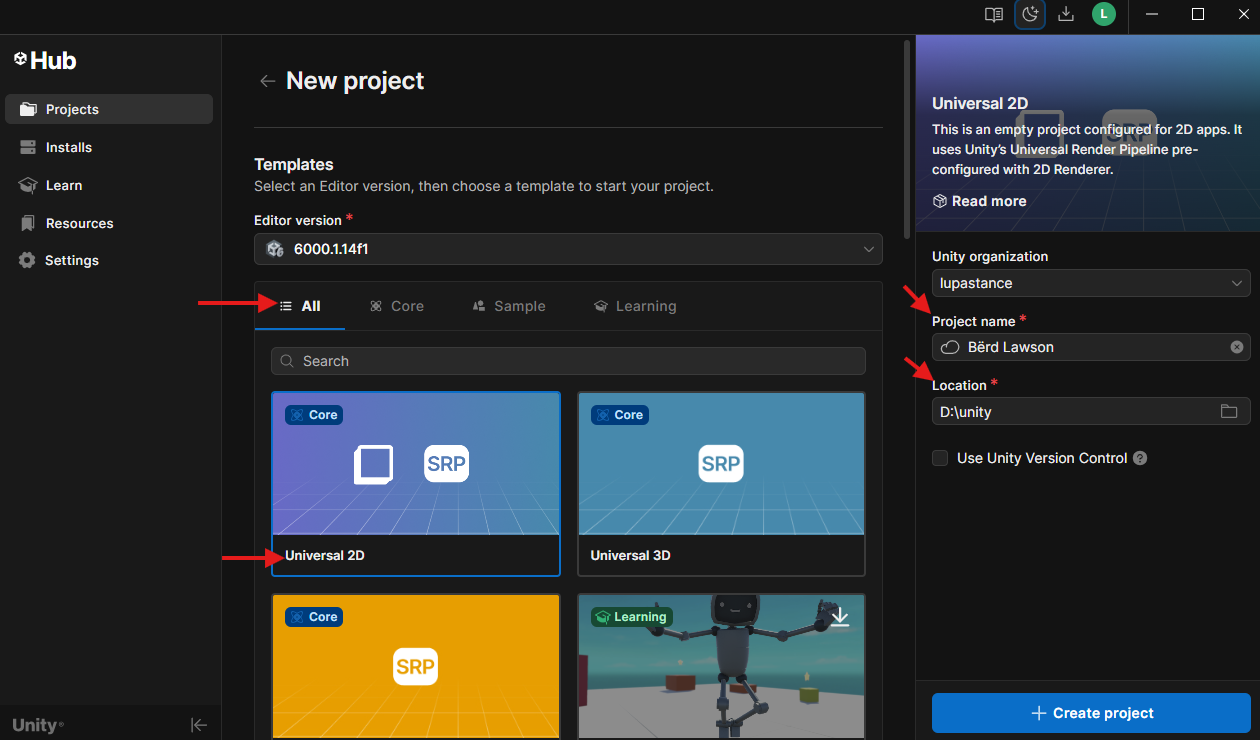 L
Hub
Projects
Installs
Learn
Resources
Settings
Unity®
New project
Templates
Select an Editor version, then choose a template to start your project.
Editor version *
6000.1.14f1
All
Core
Sample
Learning
Search
Core
SRP
Universal 2D
Core
SRP
Universal 3D
Core
SRP
Learning
SRP
Universal 2D
This is an empty project configured for 2D apps. It
uses Unity’s Universal Render Pipeline pre-
configured with 2D Renderer.
Read more
Unity organization
lupastance
Project name *
Bërd Lawson
Location *
D:\unity
Use Unity Version Control ?
+ Create project